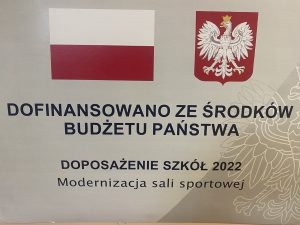 DOFINANSOWANO ZE ŚRODKÓW
BUDŻETU PAŃSTWA
DOPOSAŻENIE SZKÓŁ 2022
Modernizacja sali sportowej